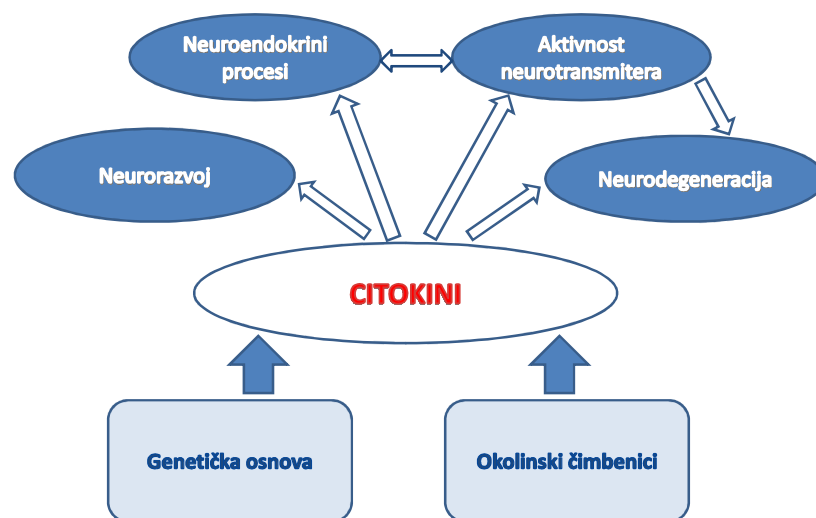 Neuroendokrini
procesi
Aktivnost
neurotransmitera
Neurorazvoj
Neurodegeneracija
CITOKINI
Genetička osnova
Okolinski čimbenici